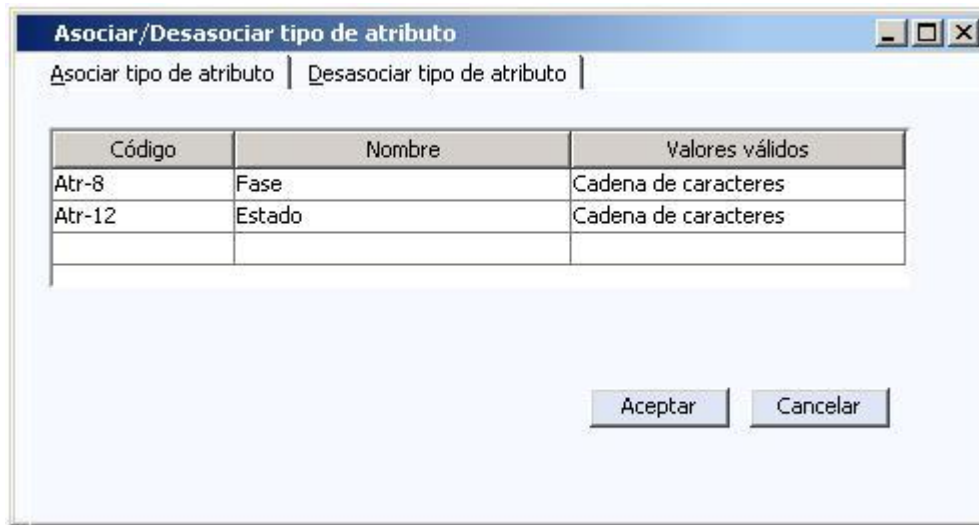 Asociar/Desasociar tipo de atributo
Asociar tipo de atributo Desasociar tipo de atributo
Código Nombre Valores válidos
Atr-8 Fase Cadena de caracteres
Atr-12 Estado Cadena de caracteres
Aceptar Cancelar